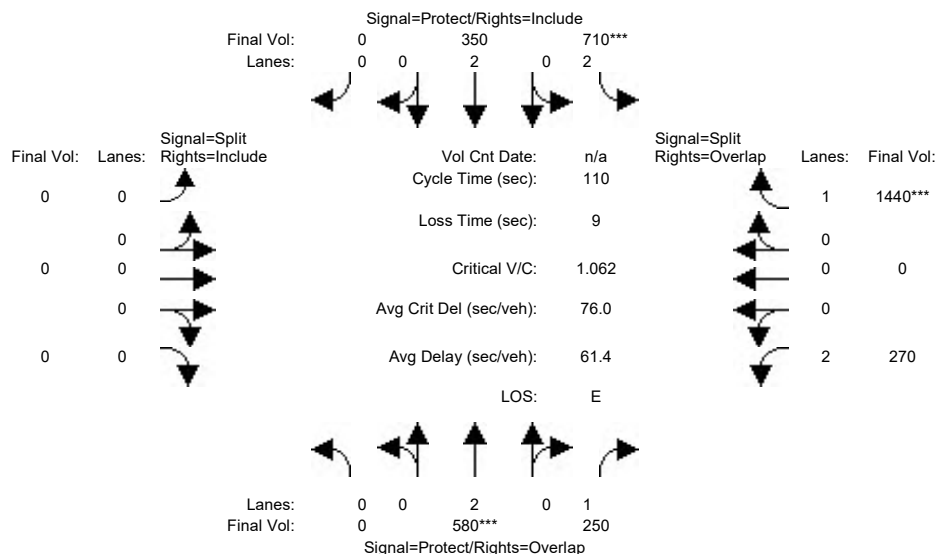 Signal=Protect/Rights=Include
Final Vol: 0 350 710***
Lanes: 0 0 2 0 2
Signal=Split
Final Vol: Lanes: Rights=Include
Vol Cnt Date: n/a
Signal=Split
Rights=Overlap Lanes: Final Vol:
Cycle Time (sec): 110
0 0
1 1440***
Loss Time (sec): 9
0
0
0 0
Critical V/C: 1.062
0 0
0
Avg Crit Del (sec/veh): 76.0
0
0 0
Avg Delay (sec/veh): 61.4
2 270
LOS: E
Lanes: 0 0 2 0 1
Final Vol: 0 580*** 250
Signal=Protect/Rights=Overlap